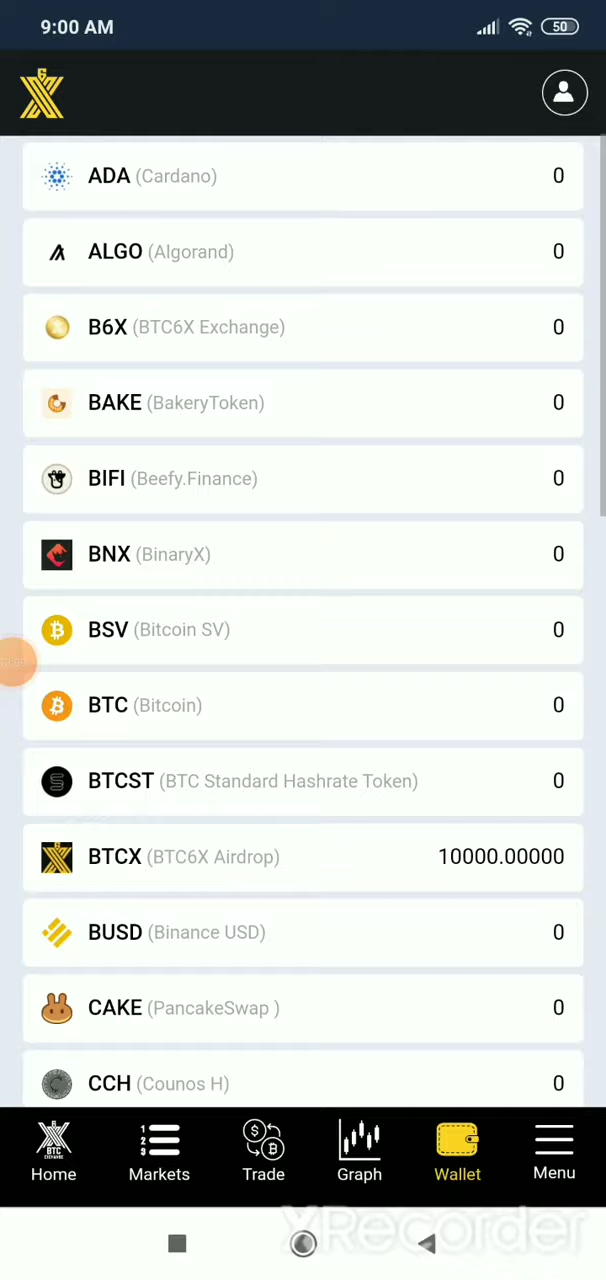 9:00 AM
50
ADA (Cardano) 0
ALGO (Algorand) 0
B6X (BTC6X Exchange) 0
BAKE (BakeryToken) 0
BIFI (Beefy.Finance) 0
BNX (BinaryX) 0
BSV (Bitcoin SV) 0
BTC (Bitcoin) 0
BTCST (BTC Standard Hashrate Token) 0
BTCX (BTC6X Airdrop) 10000.00000
BUSD (Binance USD) 0
CAKE (PancakeSwap ) 0
CCH (Counos H) 0
Home Markets Trade Graph Wallet Menu
XRecorder